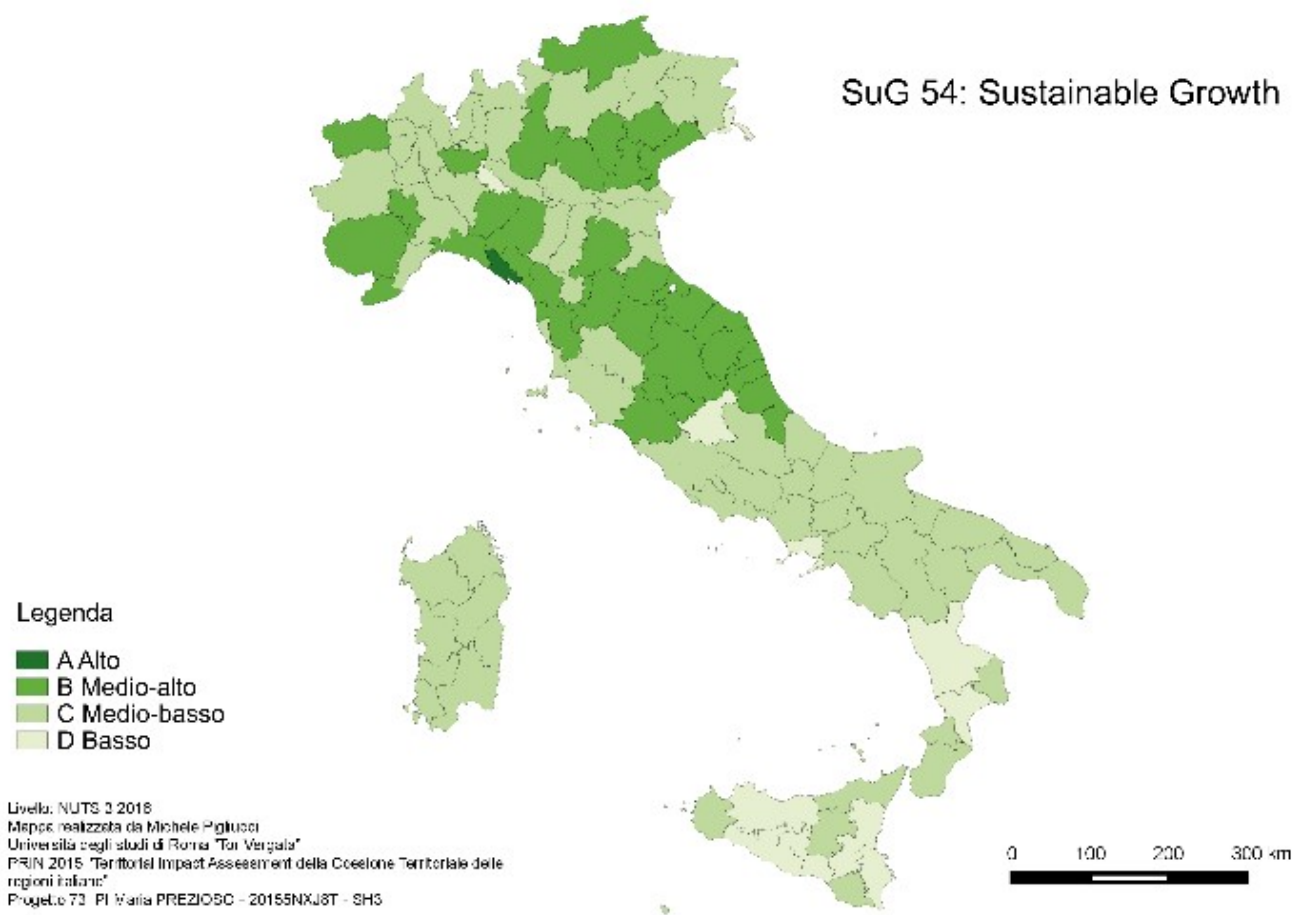 SuG 54: Sustainable Growth
Legenda
A Alto
B Medio-alto
C Medio-basso
D Basso
Livello: NUTS 3 2016
Mappa realizzata da Michele Pigliucci
Università degli studi di Roma "Tor Vergata"
PRIN 2015 "Territorial Impact Assessment della Coesione Territoriale delle
regioni italiane"
Progetto 73 PI Maria PREZIOSO - 20155NXJ8T - SH3
0 100 200 300 km